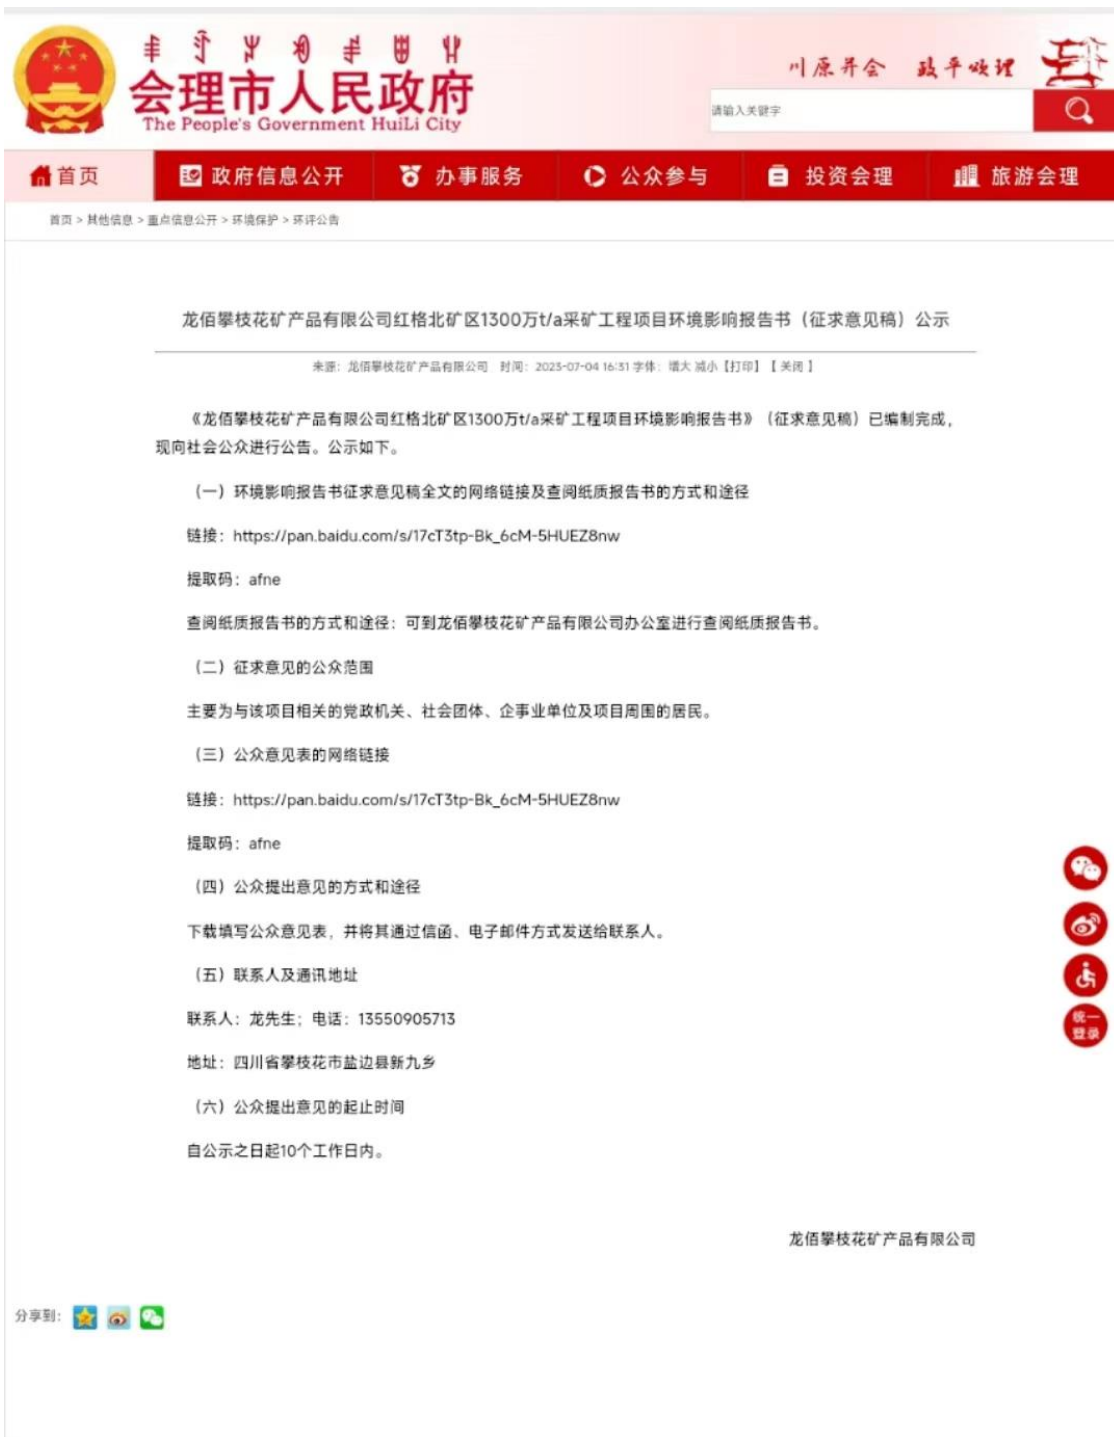 会理市人民政府
The People's Government HuiLi City
川原并会 政平颂理
请输入关键字
首页 政府信息公开 办事服务 公众参与 投资会理 旅游会理
首页 > 其他信息 > 重点信息公开 > 环境保护 > 环评公告
龙佰攀枝花矿产品有限公司红格北矿区1300万t/a采矿工程项目环境影响报告书（征求意见稿）公示
来源：龙佰攀枝花矿产品有限公司 时间：2023-07-04 16:31 字体：增大 减小【打印】【 关闭 】
《龙佰攀枝花矿产品有限公司红格北矿区1300万t/a采矿工程项目环境影响报告书》（征求意见稿）已编制完成，
现向社会公众进行公告。公示如下。
（一）环境影响报告书征求意见稿全文的网络链接及查阅纸质报告书的方式和途径
链接：https://pan.baidu.com/s/17cT3tp-Bk_6cM-5HUEZ8nw
提取码：afne
查阅纸质报告书的方式和途径：可到龙佰攀枝花矿产品有限公司办公室进行查阅纸质报告书。
（二）征求意见的公众范围
主要为与该项目相关的党政机关、社会团体、企事业单位及项目周围的居民。
（三）公众意见表的网络链接
链接：https://pan.baidu.com/s/17cT3tp-Bk_6cM-5HUEZ8nw
提取码：afne
（四）公众提出意见的方式和途径
下载填写公众意见表，并将其通过信函、电子邮件方式发送给联系人。
（五）联系人及通讯地址
联系人：龙先生；电话：13550905713
地址：四川省攀枝花市盐边县新九乡
（六）公众提出意见的起止时间
自公示之日起10个工作日内。
龙佰攀枝花矿产品有限公司
统一
登录
分享到：